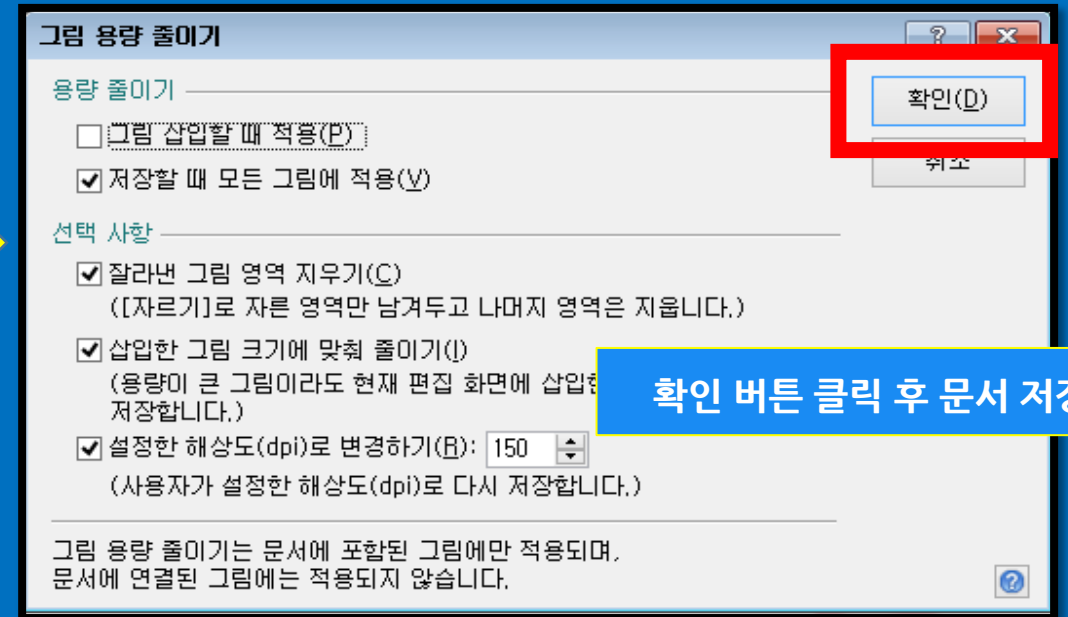 그림 용량 줄이기
용량 줄이기
확인(D)
그림 삽입할 때 적용(P)
취소
저장할 때 모든 그림에 적용(V)
선택 사항
잘라낸 그림 영역 지우기(C)
([자르기]로 자른 영역만 남겨두고 나머지 영역은 지웁니다.)
삽입한 그림 크기에 맞춰 줄이기(I)
(용량이 큰 그림이라도 현재 편집 화면에
저장합니다.)
확인 버튼 클릭 후 문서
설정한 해상도(dpi)로 변경하기(R): 150
(사용자가 설정한 해상도(dpi)로 다시 저장합니다.)
그림 용량 줄이기는 문서에 포함된 그림에만 적용되며,
문서에 연결된 그림에는 적용되지 않습니다.